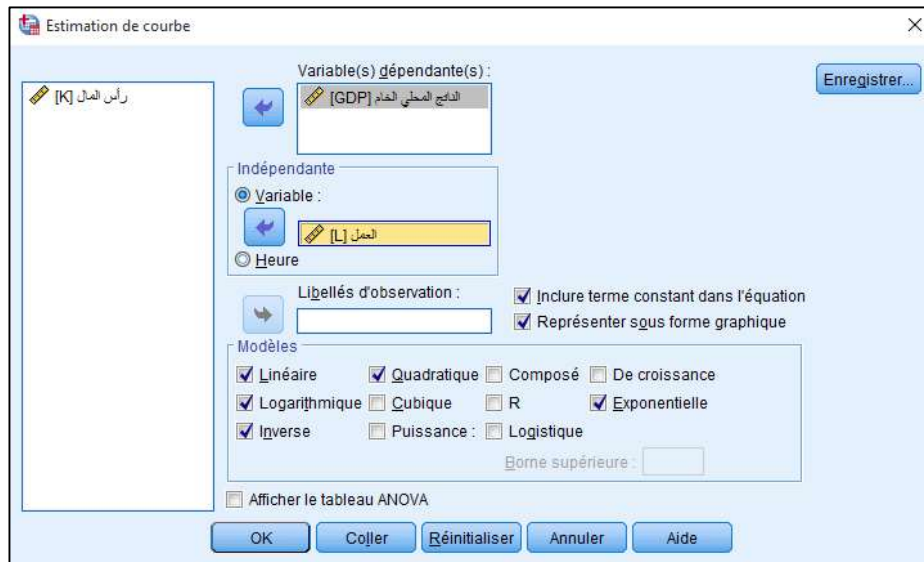 Estimation de courbe
رأس المال [K]
Variable(s) dépendante(s) :
الناتج المحلي الخام [GDP]
Enregistrer...
Indépendante
Variable :
العمل [L]
Heure
Libellés d'observation :
Inclure terme constant dans l'équation
Représenter sous forme graphique
Modèles
Linéaire Quadratique Composé De croissance
Logarithmique Cubique R Exponentielle
Inverse Puissance : Logistique
Borne supérieure :
Afficher le tableau ANOVA
OK Coller Réinitialiser Annuler Aide